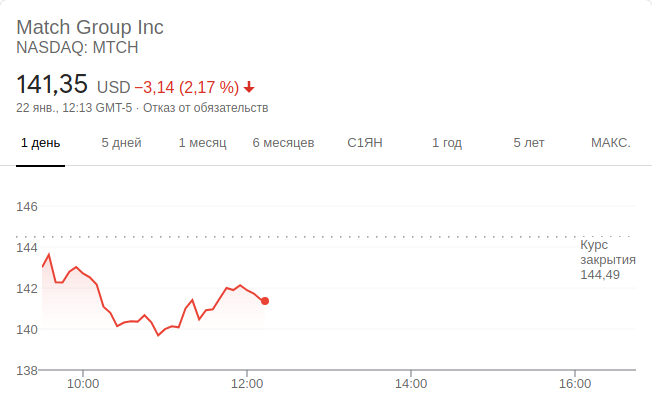 Match Group Inc
NASDAQ: MTCH
141,35 USD −3,14 (2,17 %)
22 янв., 12:13 GMT-5 · Отказ от обязательств
1 день 5 дней 1 месяц 6 месяцев С1ЯН 1 год 5 лет МАКС.
146
144
142
140
138
Курс
закрытия
144,49
10:00 12:00 14:00 16:00